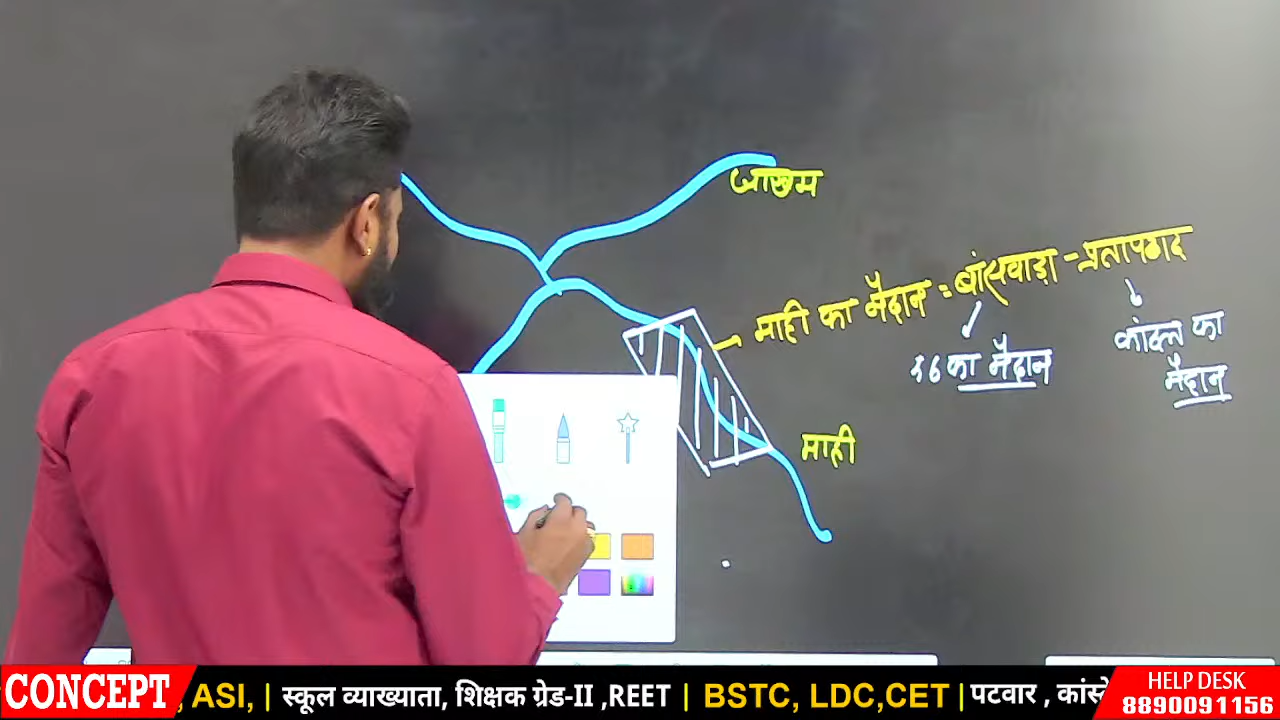 जाखम
माही का मैदान = बांसवाड़ा - प्रतापगढ़
56 का मैदान
कांठल का
मैदान
माही
CONCEPT
, ASI, | स्कूल व्याख्याता, शिक्षक ग्रेड-II ,REET | BSTC, LDC,CET | पटवार , कांस्टे
HELP DESK
8890091156